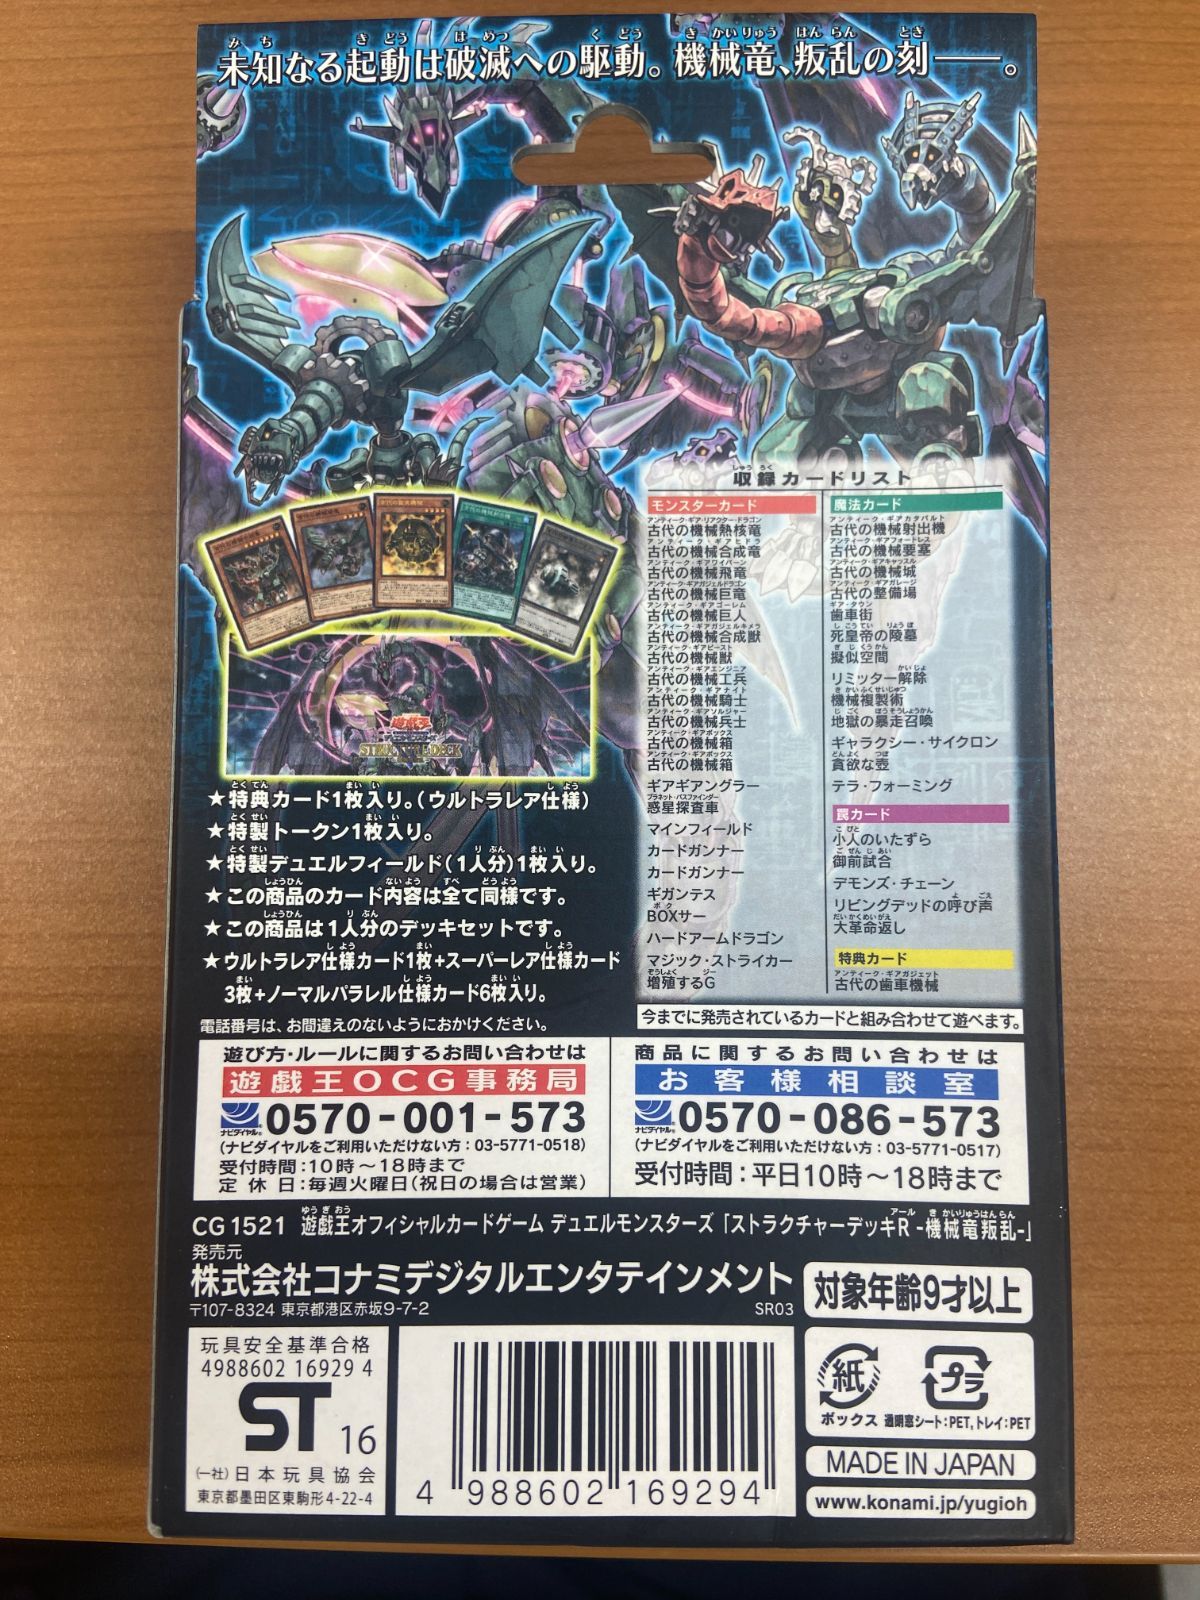 未知なる起動は破滅への駆動。機械竜、叛乱の刻――。
収録カードリスト
モンスターカード
古代の機械熱核竜
古代の機械合成竜
古代の機械飛竜
古代の機械巨竜
古代の機械巨人
古代の機械合成獣
古代の機械獣
古代の機械工兵
古代の機械騎士
古代の機械兵士
古代の機械箱
古代の機械箱
ギアギアングラー
惑星探査車
マインフィールド
カードガンナー
カードガンナー
ギガンテス
BOXサー
ハードアームドラゴン
マジック・ストライカー
増殖するG
魔法カード
古代の機械射出機
古代の機械要塞
古代の機械城
古代の整備場
歯車街
死皇帝の陵墓
擬似空間
リミッター解除
機械複製術
地獄の暴走召喚
ギャラクシー・サイクロン
貪欲な壺
テラ・フォーミング
罠カード
小人のいたずら
御前試合
デモンズ・チェーン
リビングデッドの呼び声
大革命返し
特典カード
古代の歯車機械
今までに発売されているカードと組み合わせて遊べます。
遊戯王
STRUCTURE DECK
★特典カード1枚入り。(ウルトラレア仕様)
★特製トークン1枚入り。
★特製デュエルフィールド(1人分)1枚入り。
★この商品のカード内容は全て同様です。
★この商品は1人分のデッキセットです。
★ウルトラレア仕様カード1枚+スーパーレア仕様カード
3枚+ノーマルパラレル仕様カード6枚入り。
電話番号は、お間違えのないようにおかけください。
遊び方・ルールに関するお問い合わせは
遊戯王OCG事務局
ナビダイヤル 0570-001-573
(ナビダイヤルをご利用いただけない方：03-5771-0518)
受付時間：10時～18時まで
定休日：毎週火曜日(祝日の場合は営業)
商品に関するお問い合わせは
お客様相談室
ナビダイヤル 0570-086-573
(ナビダイヤルをご利用いただけない方：03-5771-0517)
受付時間：平日10時～18時まで
CG1521 遊戯王オフィシャルカードゲーム デュエルモンスターズ「ストラクチャーデッキR -機械竜叛乱-」
発売元
株式会社コナミデジタルエンタテインメント
〒107-8324 東京都港区赤坂9-7-2
SR03
対象年齢9才以上
玩具安全基準合格
4988602 16929 4
ST 16
(一社)日本玩具協会
東京都墨田区東駒形4-22-4
4 988602 169294
紙
ボックス
プラ
透明窓シート：PET, トレイ：PET
MADE IN JAPAN
www.konami.jp/yugioh